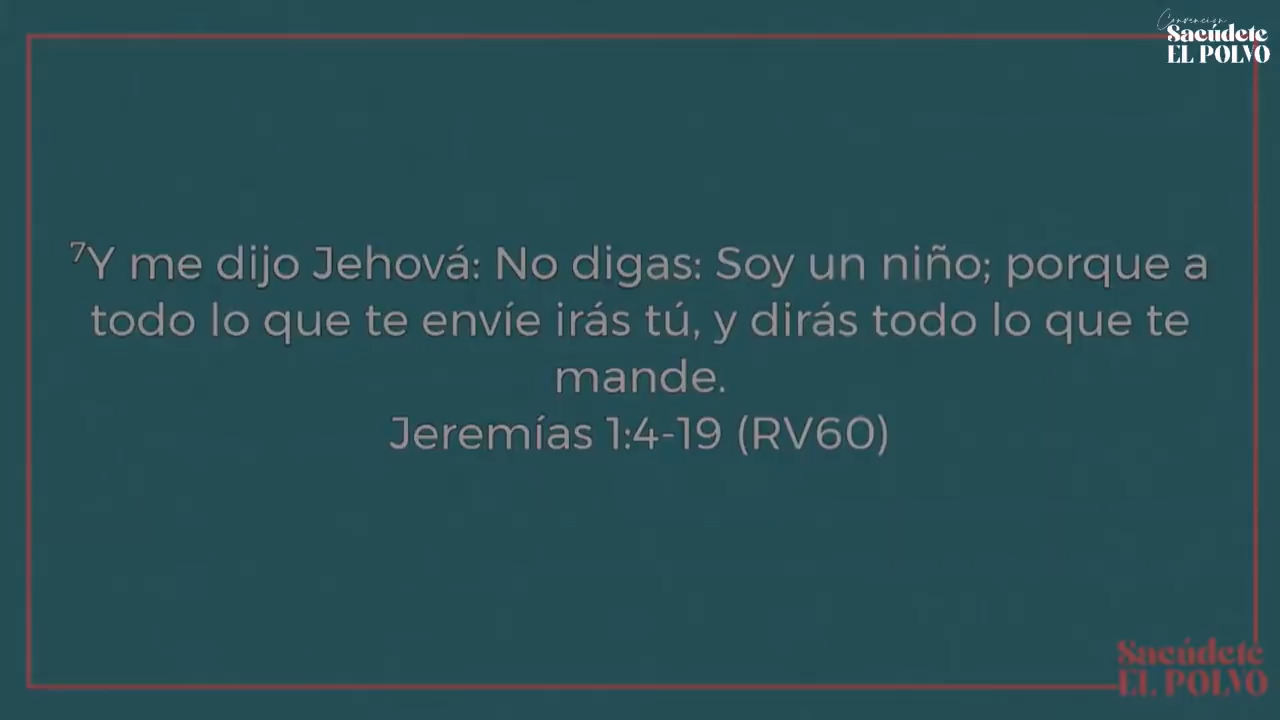 Convención
Sacúdete
EL POLVO
⁷Y me dijo Jehová: No digas: Soy un niño; porque a
todo lo que te envíe irás tú, y dirás todo lo que te
mande.
Jeremías 1:4-19 (RV60)
Sacúdete
EL POLVO